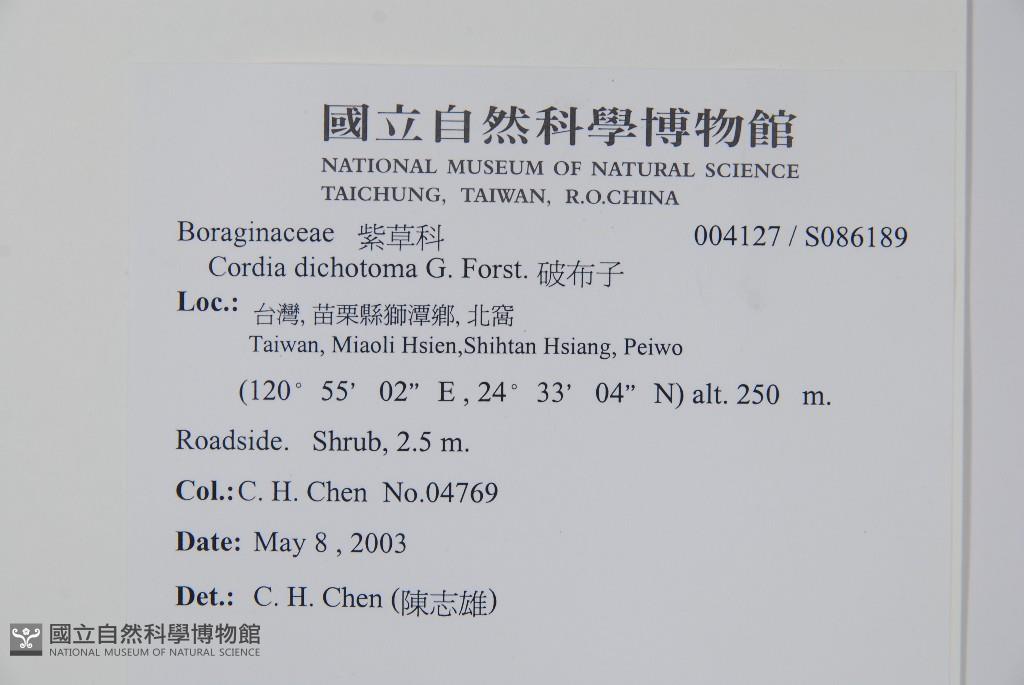 國立自然科學博物館
NATIONAL MUSEUM OF NATURAL SCIENCE
TAICHUNG, TAIWAN, R.O.CHINA
Boraginaceae 紫草科 004127 / S086189
Cordia dichotoma G. Forst. 破布子
Loc.: 台灣, 苗栗縣獅潭鄉, 北窩
Taiwan, Miaoli Hsien,Shihtan Hsiang, Peiwo
(120° 55’ 02” E , 24° 33’ 04” N) alt. 250 m.
Roadside. Shrub, 2.5 m.
Col.: C. H. Chen No.04769
Date: May 8 , 2003
Det.: C. H. Chen (陳志雄)
國立自然科學博物館
NATIONAL MUSEUM OF NATURAL SCIENCE